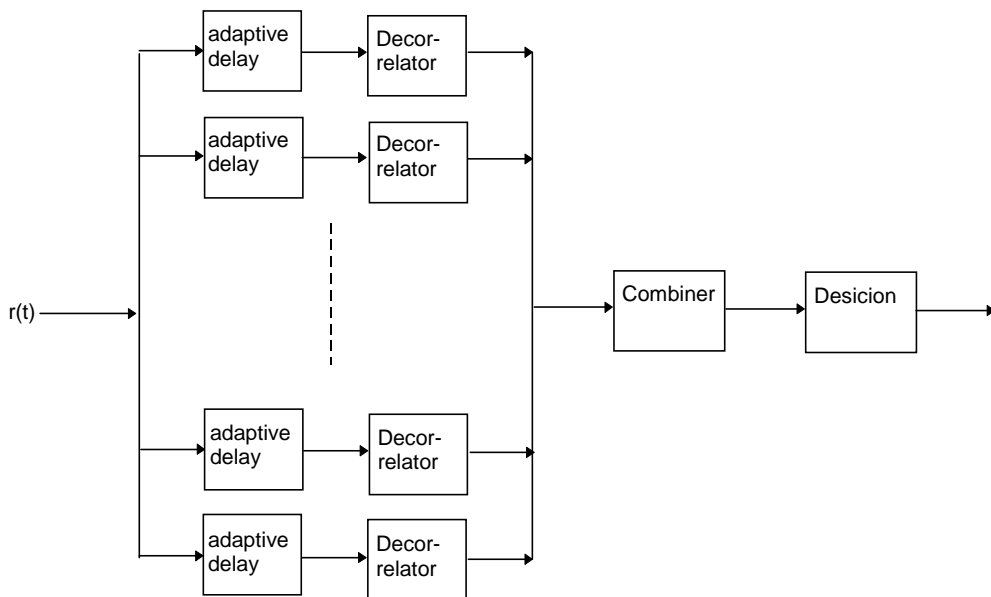 adaptive
delay
Decor-
relator
adaptive
delay
Decor-
relator
r(t)
Combiner
Desicion
adaptive
delay
Decor-
relator
adaptive
delay
Decor-
relator